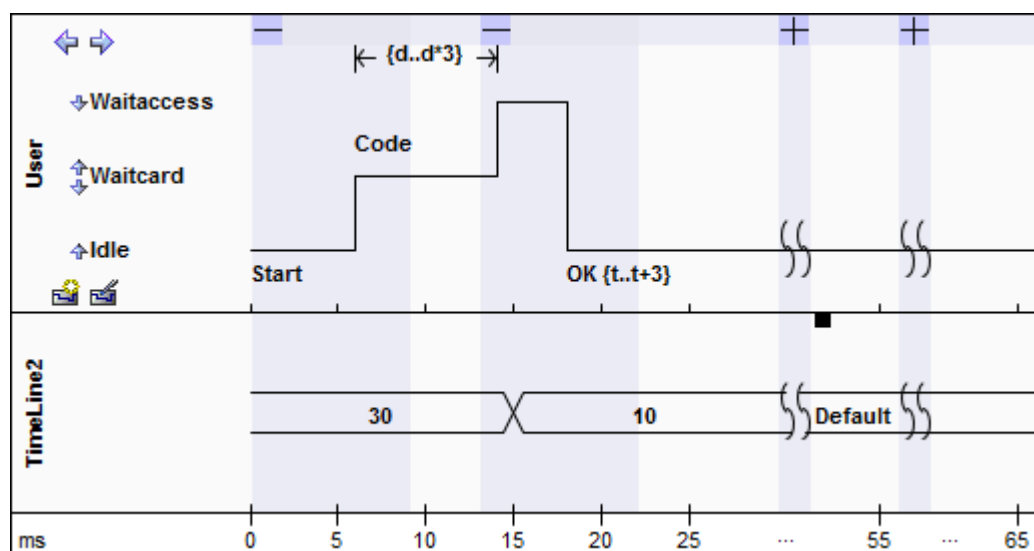 {d..d*3}
Waitaccess
Code
User
Waitcard
Idle
Start
OK {t..t+3}
TimeLine2
30
10
Default
ms
0
5
10
15
20
25
...
55
...
65